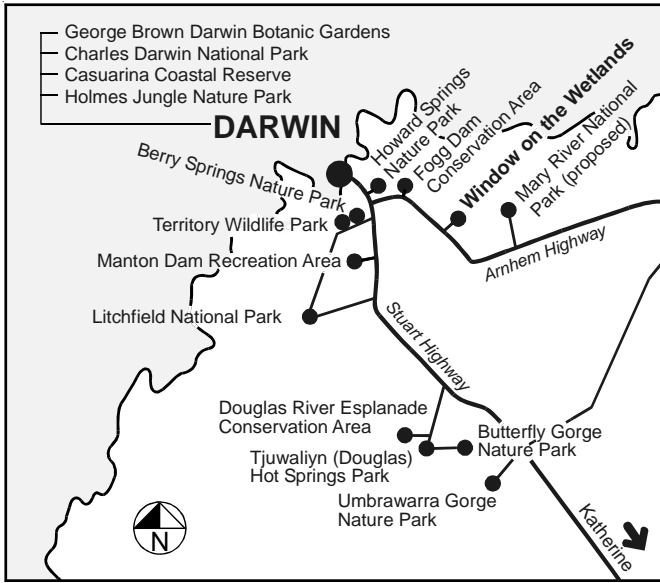 George Brown Darwin Botanic Gardens
Charles Darwin National Park
Casuarina Coastal Reserve
Holmes Jungle Nature Park
DARWIN
Howard Springs
Nature Park
Fogg Dam
Conservation Area
Window on the Wetlands
Mary River National
Park (proposed)
Berry Springs Nature Park
Territory Wildlife Park
Manton Dam Recreation Area
Arnhem Highway
Litchfield National Park
Stuart Highway
Douglas River Esplanade
Conservation Area
Butterfly Gorge
Nature Park
Tjuwaliyn (Douglas)
Hot Springs Park
Umbrawarra Gorge
Nature Park
Katherine
N